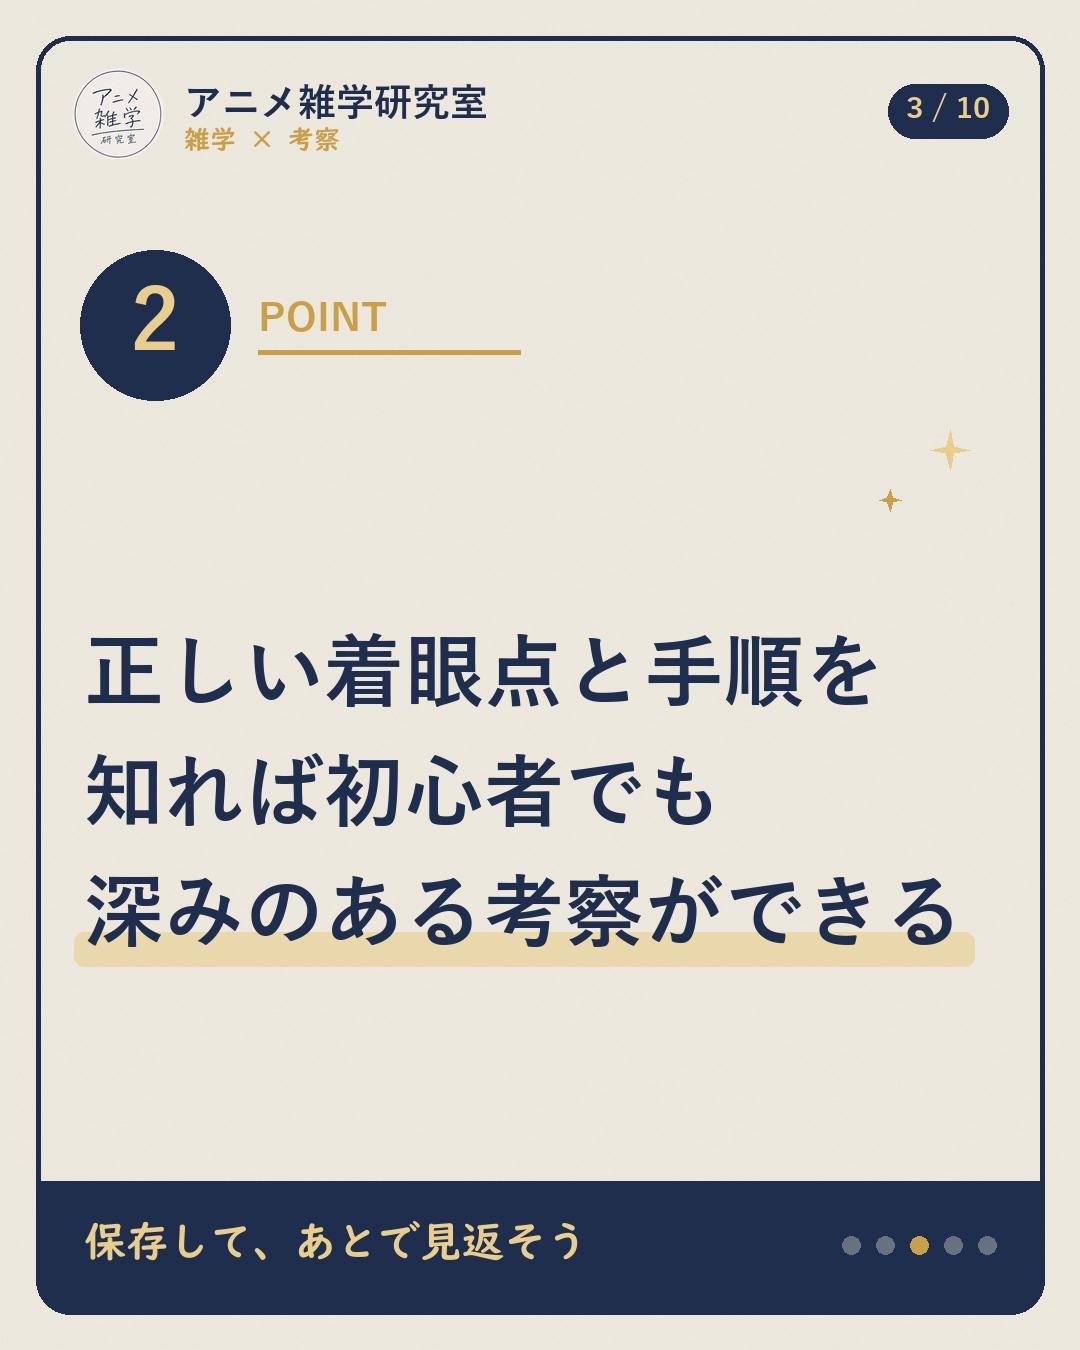 アニメ
雑学
研究室
アニメ雑学研究室
雑学 × 考察
3 / 10
2
POINT
正しい着眼点と手順を
知れば初心者でも
深みのある考察ができる
保存して、あとで見返そう